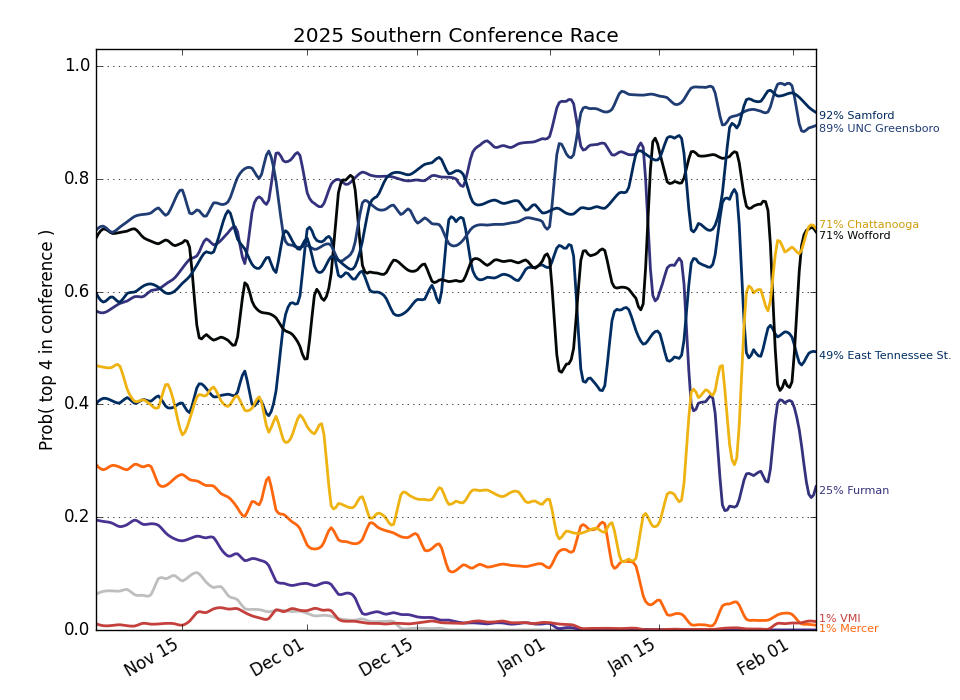 2025 Southern Conference Race
Prob( top 4 in conference )
1.0
0.8
0.6
0.4
0.2
0.0
Nov 15
Dec 01
Dec 15
Jan 01
Jan 15
Feb 01
92% Samford
89% UNC Greensboro
71% Chattanooga
71% Wofford
49% East Tennessee St.
25% Furman
1% VMI
1% Mercer